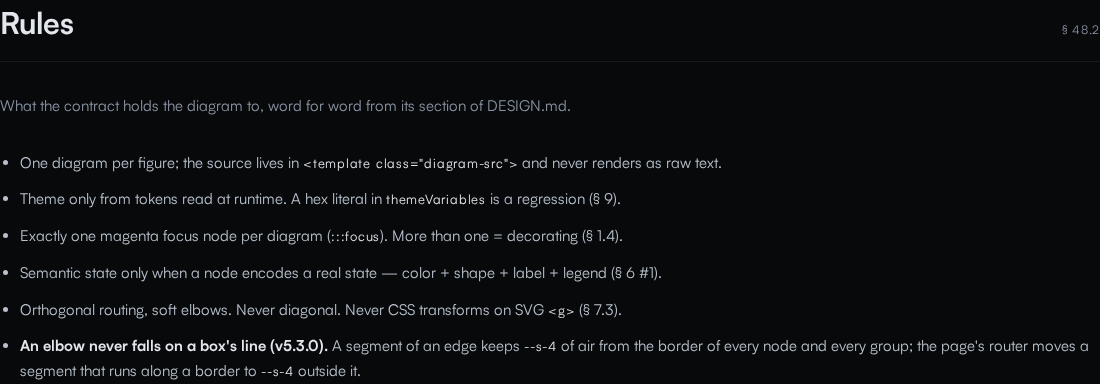 Rules
§ 48.2
What the contract holds the diagram to, word for word from its section of DESIGN.md.
• One diagram per figure; the source lives in <template class="diagram-src"> and never renders as raw text.
• Theme only from tokens read at runtime. A hex literal in themeVariables is a regression (§ 9).
• Exactly one magenta focus node per diagram (:::focus). More than one = decorating (§ 1.4).
• Semantic state only when a node encodes a real state — color + shape + label + legend (§ 6 #1).
• Orthogonal routing, soft elbows. Never diagonal. Never CSS transforms on SVG <g> (§ 7.3).
• An elbow never falls on a box's line (v5.3.0). A segment of an edge keeps --s-4 of air from the border of every node and every group; the page's router moves a
segment that runs along a border to --s-4 outside it.